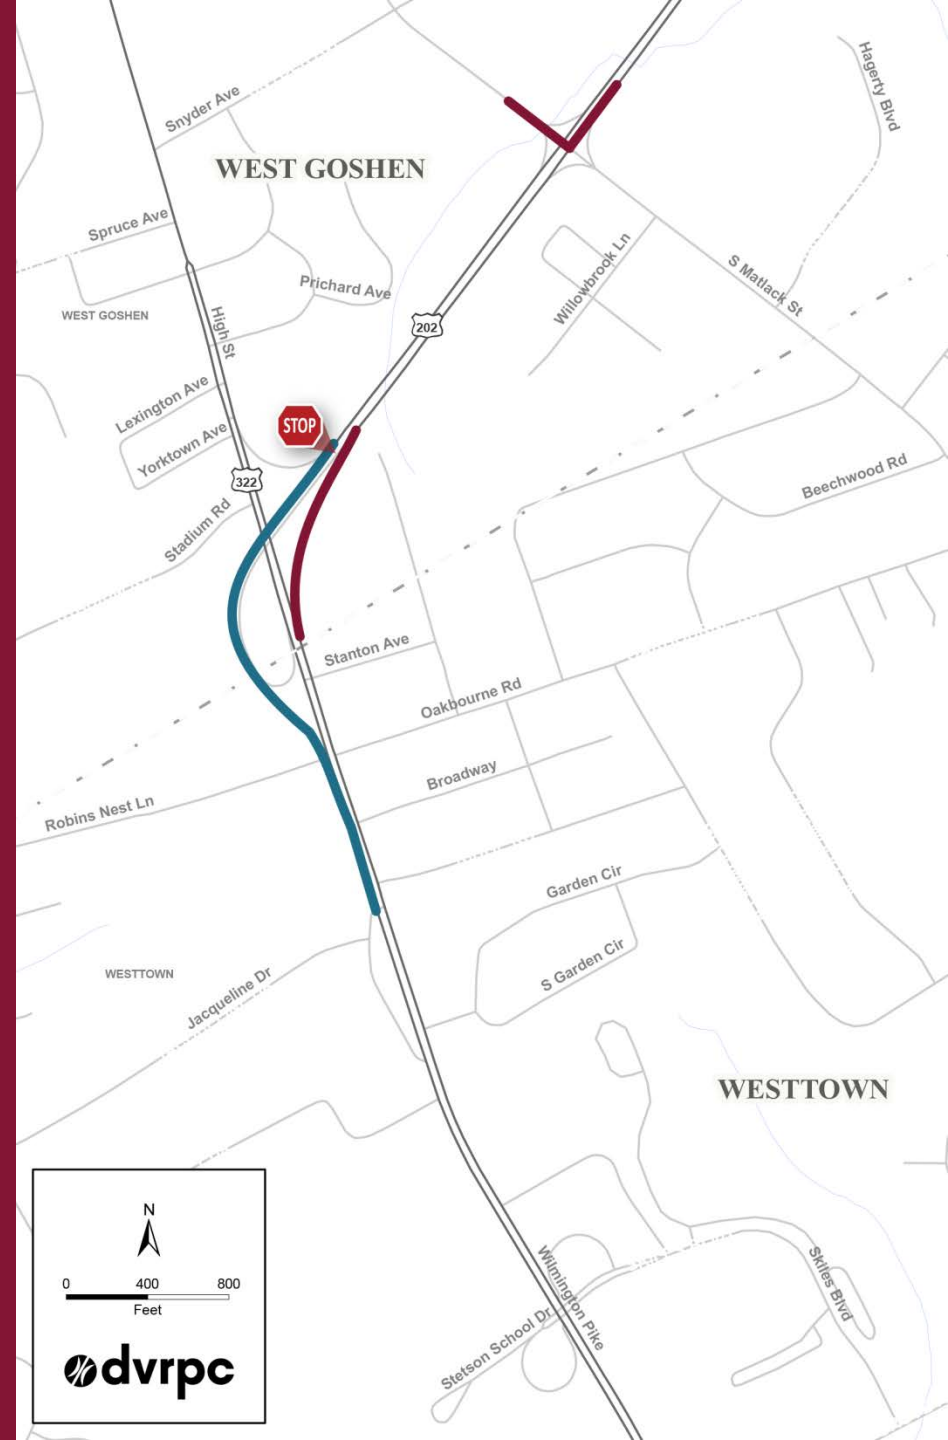 Hagerty Blvd
Snyder Ave
WEST GOSHEN
Spruce Ave
Willowbrook Ln
S Matlack St
Prichard Ave
WEST GOSHEN
High St
202
Lexington Ave
STOP
Yorktown Ave
322
Beechwood Rd
Stadium Rd
Stanton Ave
Oakbourne Rd
Broadway
Robins Nest Ln
Garden Cir
S Garden Cir
WESTTOWN
Jacqueline Dr
WESTTOWN
N
0 400 800
Feet
dvrpc
Wilmington Pike
Skiles Blvd
Stetson School Dr